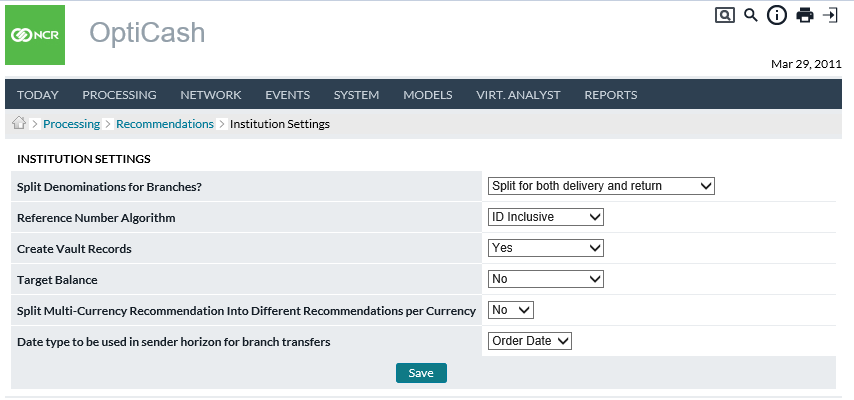 NCR
OptiCash
Mar 29, 2011
TODAY PROCESSING NETWORK EVENTS SYSTEM MODELS VIRT. ANALYST REPORTS
> Processing > Recommendations > Institution Settings
INSTITUTION SETTINGS
Split Denominations for Branches? Split for both delivery and return
Reference Number Algorithm ID Inclusive
Create Vault Records Yes
Target Balance No
Split Multi-Currency Recommendation Into Different Recommendations per Currency No
Date type to be used in sender horizon for branch transfers Order Date
Save